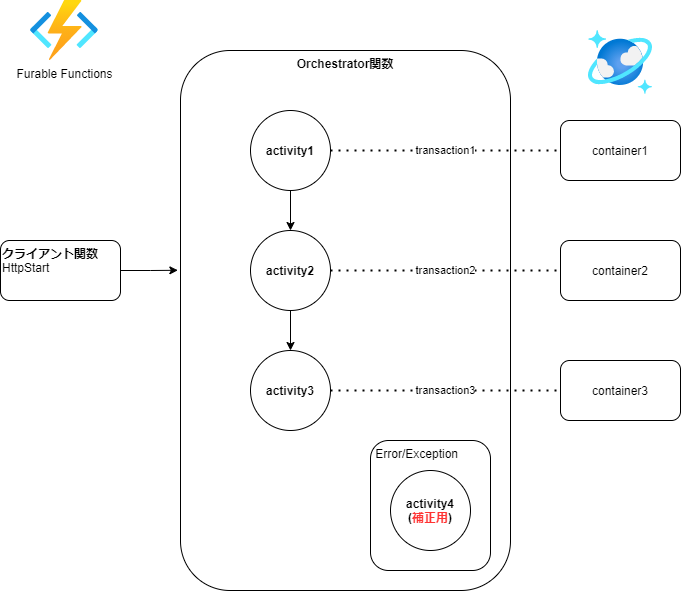 Furable Functions
Orchestrator関数
activity1
transaction1
container1
クライアント関数
HttpStart
activity2
transaction2
container2
activity3
transaction3
container3
Error/Exception
activity4
(補正用)